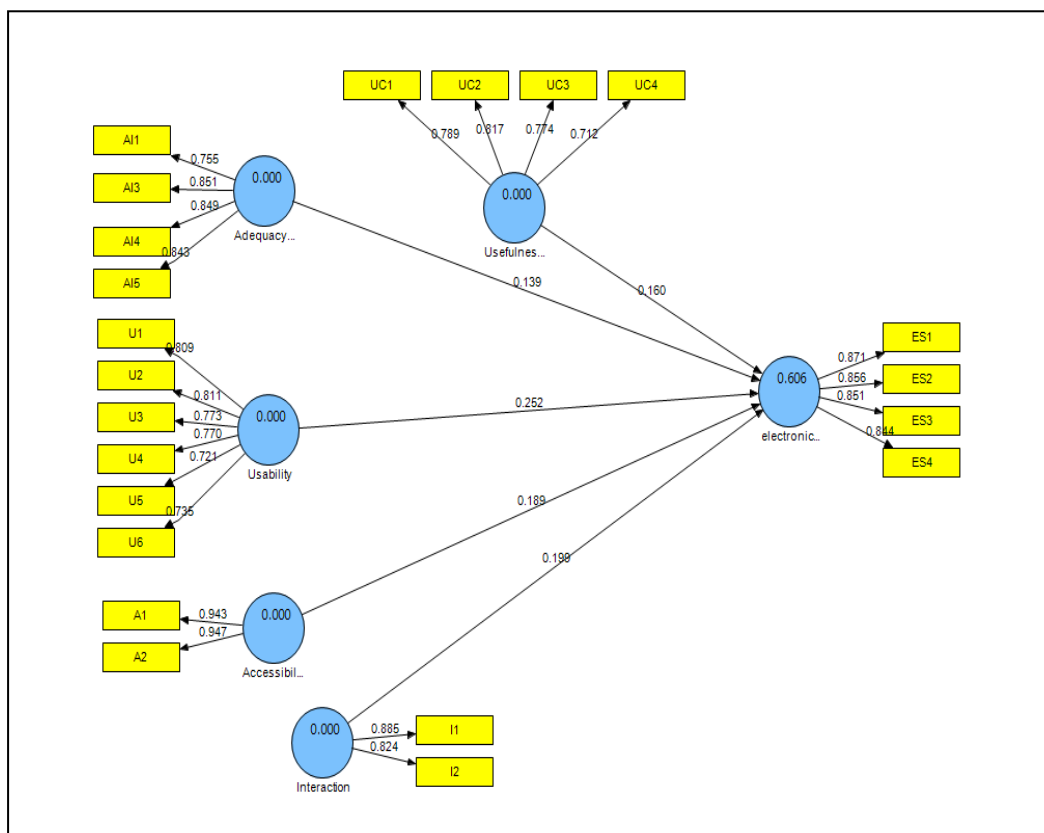 UC1 UC2 UC3 UC4
0.789 0.817 0.774 0.712
0.000
Usefulnes...
AI1
AI3
AI4
AI5
0.755
0.851
0.849
0.843
0.000
Adequacy...
0.139
0.160
U1
U2
U3
U4
U5
U6
0.809
0.811
0.773
0.770
0.721
0.735
0.000
Usability
0.252
0.606
electronic...
0.871
0.856
0.851
0.844
ES1
ES2
ES3
ES4
0.189
0.199
A1
A2
0.943
0.947
0.000
Accessibil...
0.000
Interaction
0.885
0.824
I1
I2